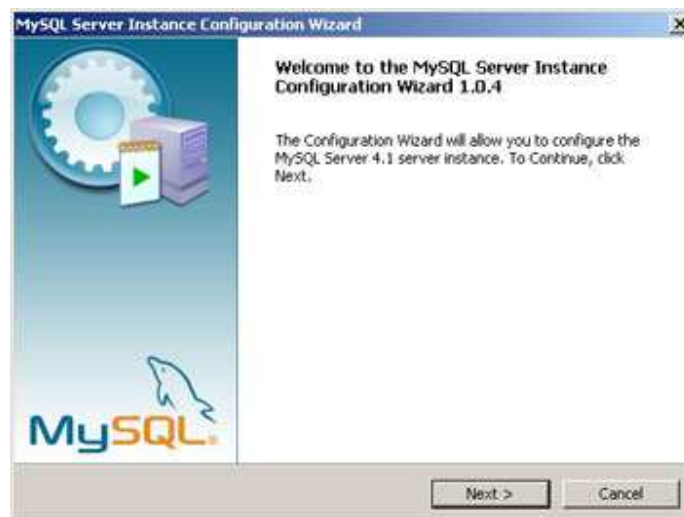 MySQL Server Instance Configuration Wizard
Welcome to the MySQL Server Instance
Configuration Wizard 1.0.4
The Configuration Wizard will allow you to configure the
MySQL Server 4.1 server instance. To Continue, click
Next.
MySQL.
Next >
Cancel